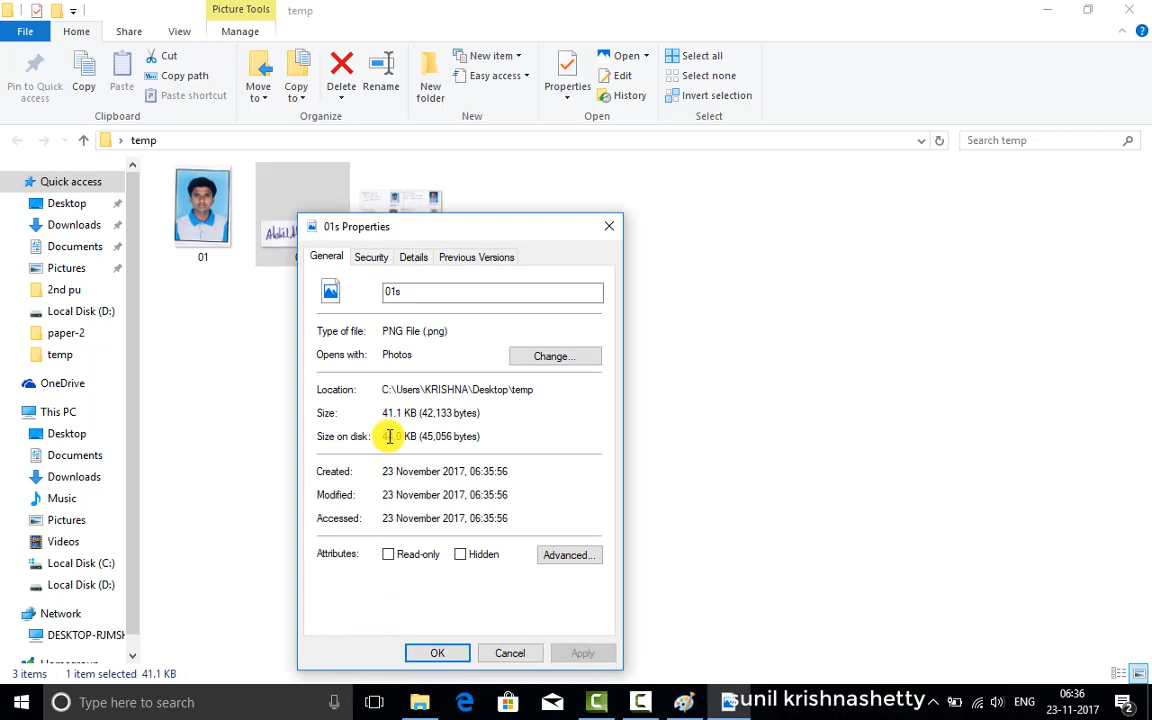 Picture Tools
temp
File
Home
Share
View
Manage
Pin to Quick access
Copy
Paste
Cut
Copy path
Paste shortcut
Clipboard
Move to
Copy to
Delete
Rename
Organize
New folder
New item
Easy access
New
Properties
Open
Edit
History
Open
Select all
Select none
Invert selection
Select
temp
Search temp
Quick access
Desktop
Downloads
Documents
Pictures
2nd pu
Local Disk (D:)
paper-2
temp
OneDrive
This PC
Desktop
Documents
Downloads
Music
Pictures
Videos
Local Disk (C:)
Local Disk (D:)
Network
DESKTOP-RJMS
01
01s Properties
General
Security
Details
Previous Versions
01s
Type of file: PNG File (.png)
Opens with: Photos
Change...
Location: C:\Users\KRISHNA\Desktop\temp
Size: 41.1 KB (42,133 bytes)
Size on disk: 44.0 KB (45,056 bytes)
Created: 23 November 2017, 06:35:56
Modified: 23 November 2017, 06:35:56
Accessed: 23 November 2017, 06:35:56
Attributes: Read-only Hidden
Advanced...
OK
Cancel
Apply
3 items 1 item selected 41.1 KB
Type here to search
sunil krishnashetty
ENG
06:36
23-11-2017
2